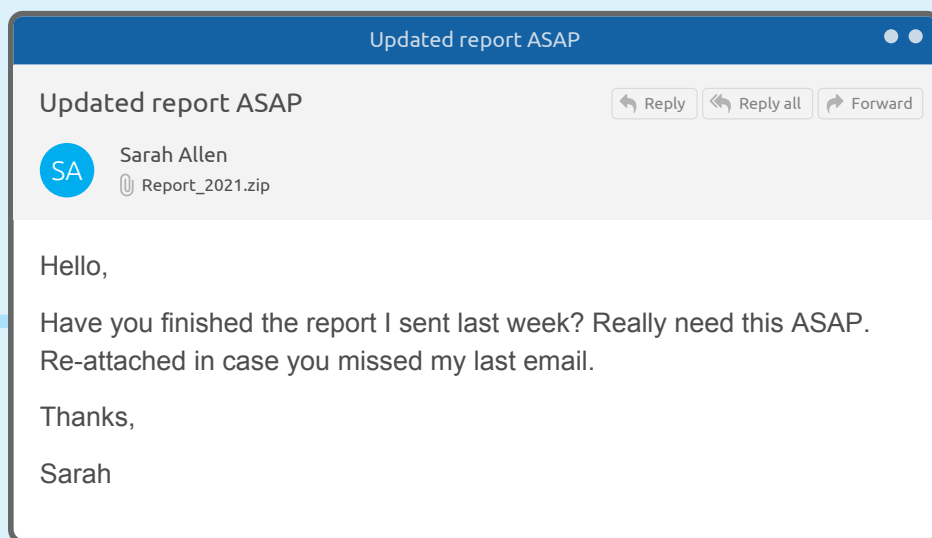 Updated report ASAP
Updated report ASAP
Reply
Reply all
Forward
SA
Sarah Allen
Report_2021.zip
Hello,
Have you finished the report I sent last week? Really need this ASAP.
Re-attached in case you missed my last email.
Thanks,
Sarah